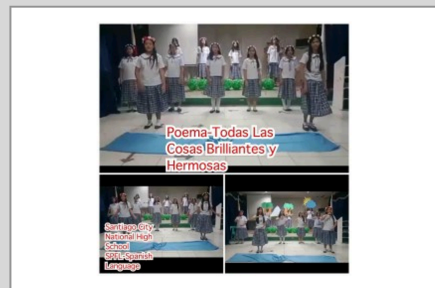 Poema-Todas Las
Cosas Brilliantes y
Hermosas
Santiago City
National High
School
SPFL-Spanish
Language